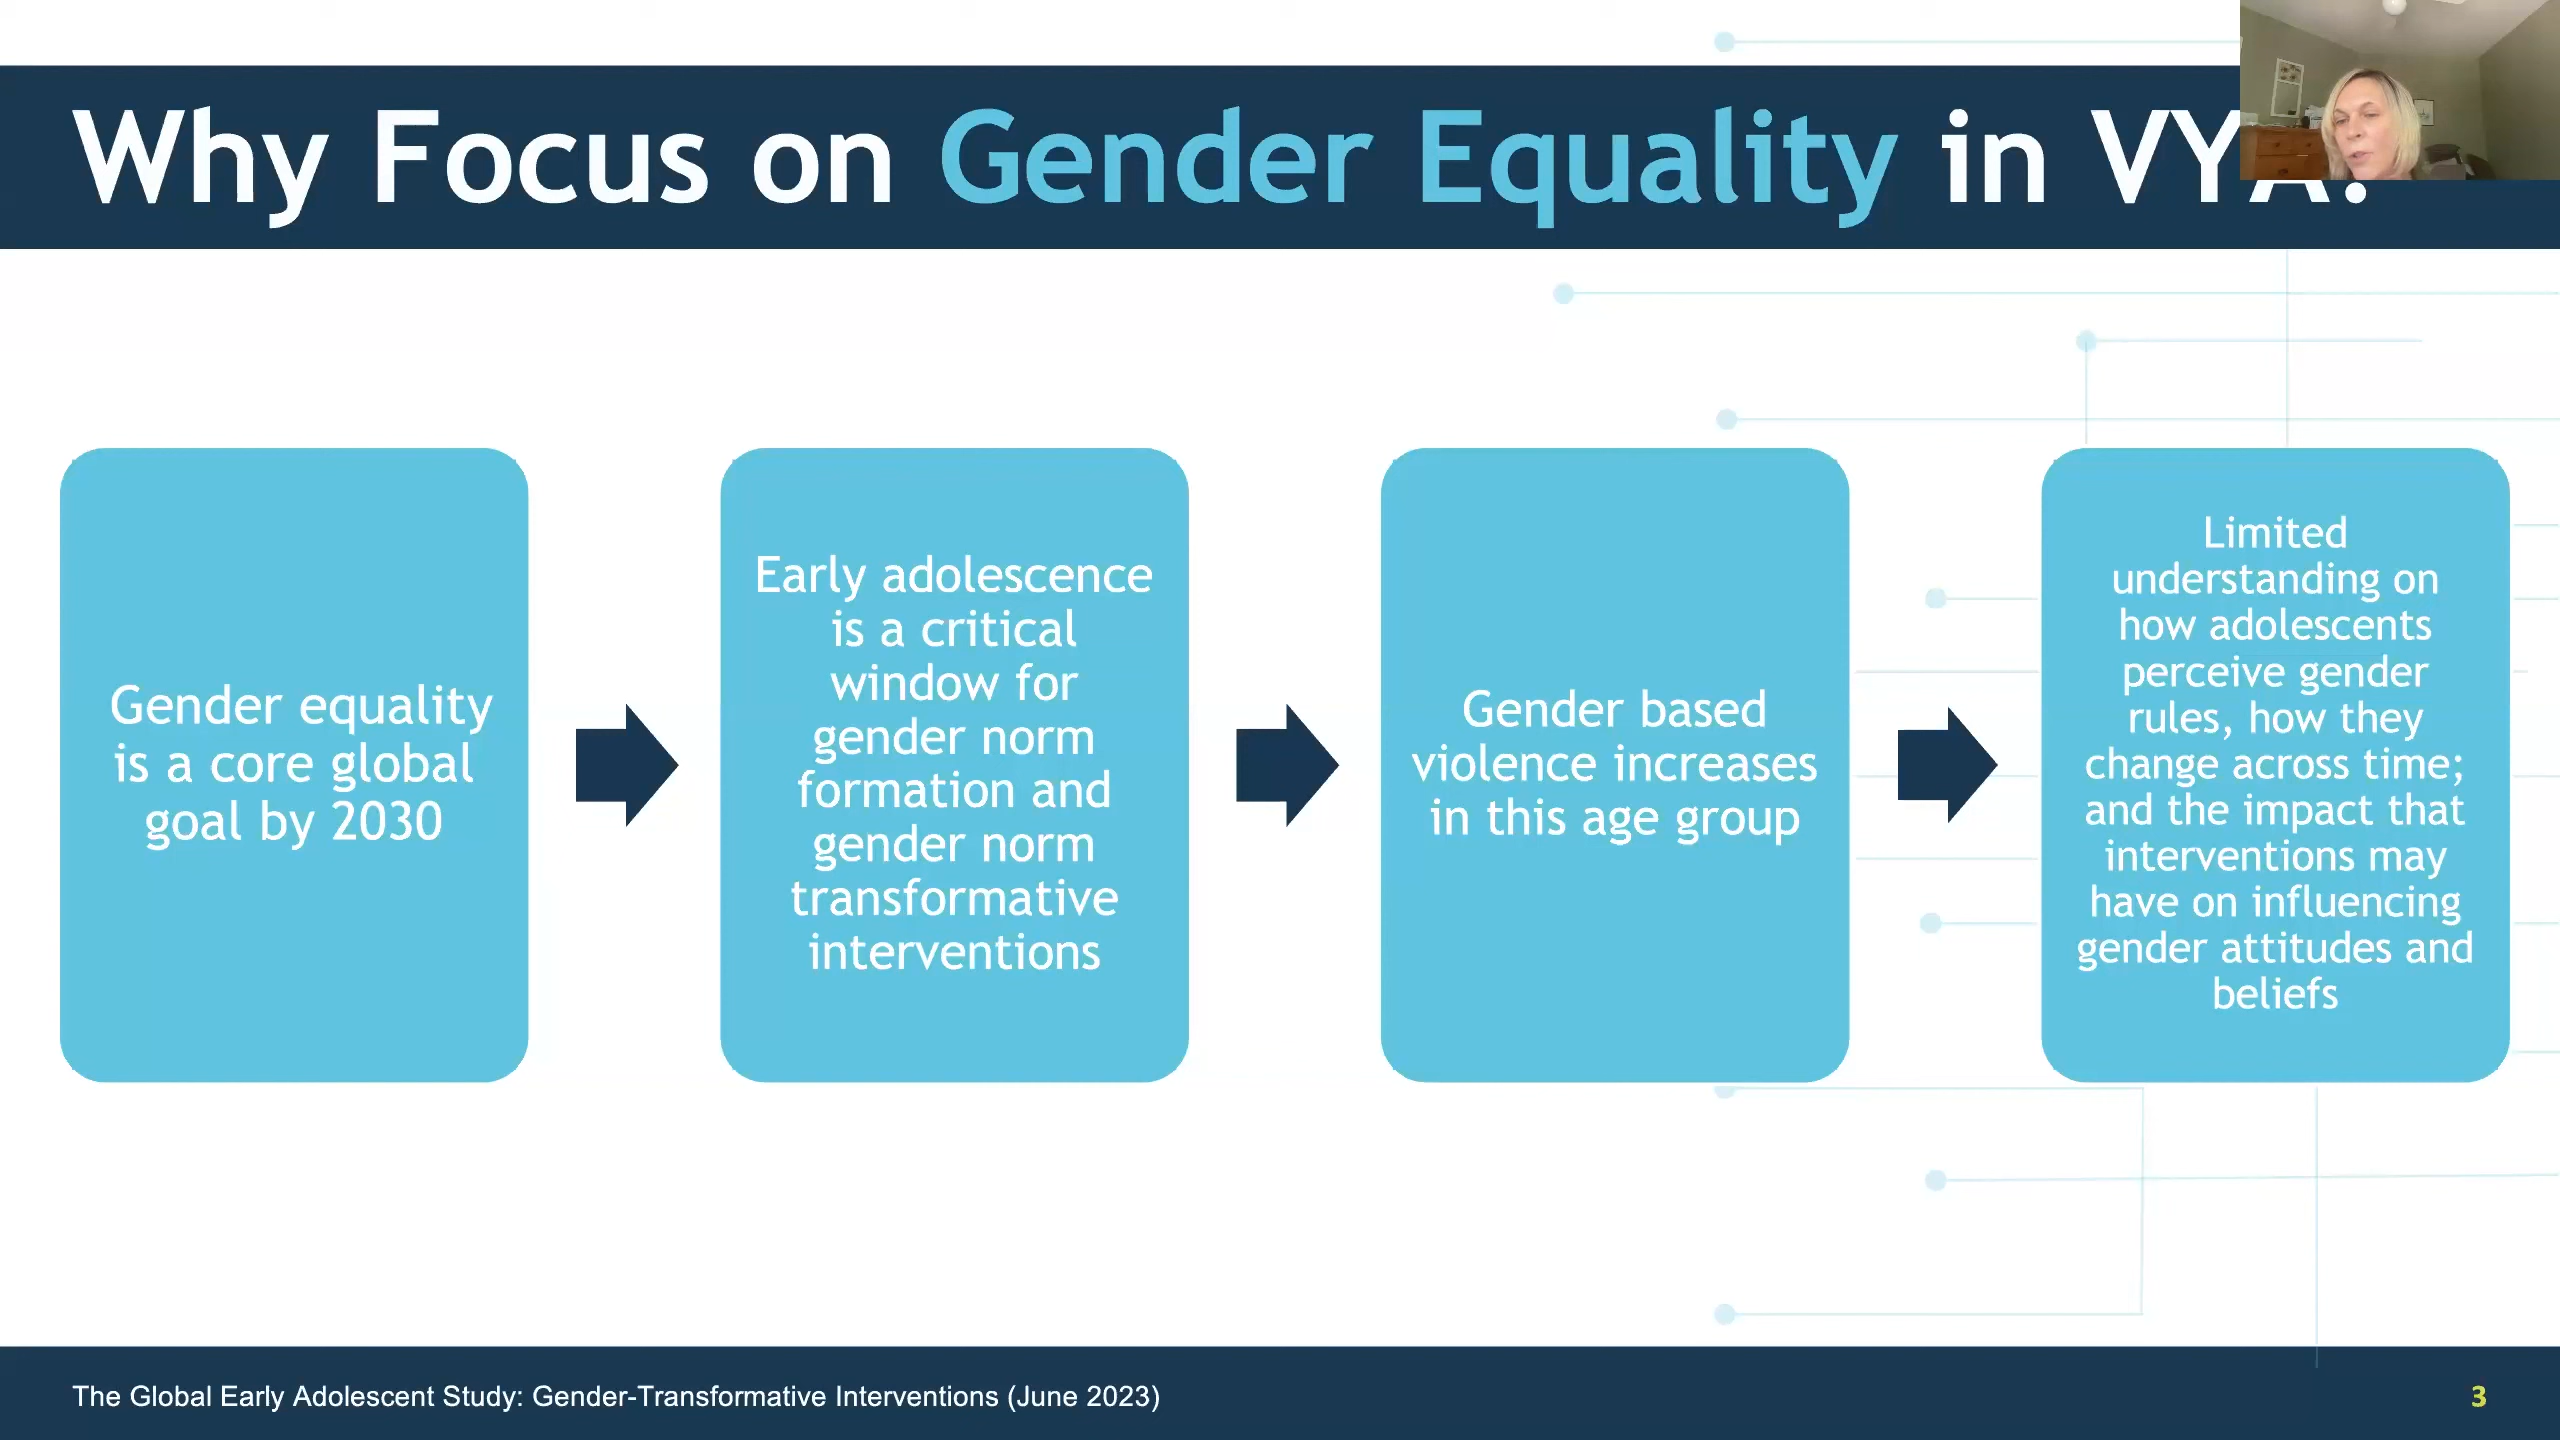 Why Focus on Gender Equality in VYA?
Gender equality
is a core global
goal by 2030
Early adolescence
is a critical
window for
gender norm
formation and
gender norm
transformative
interventions
Gender based
violence increases
in this age group
Limited
understanding on
how adolescents
perceive gender
rules, how they
change across time;
and the impact that
interventions may
have on influencing
gender attitudes and
beliefs
The Global Early Adolescent Study: Gender-Transformative Interventions (June 2023)
3